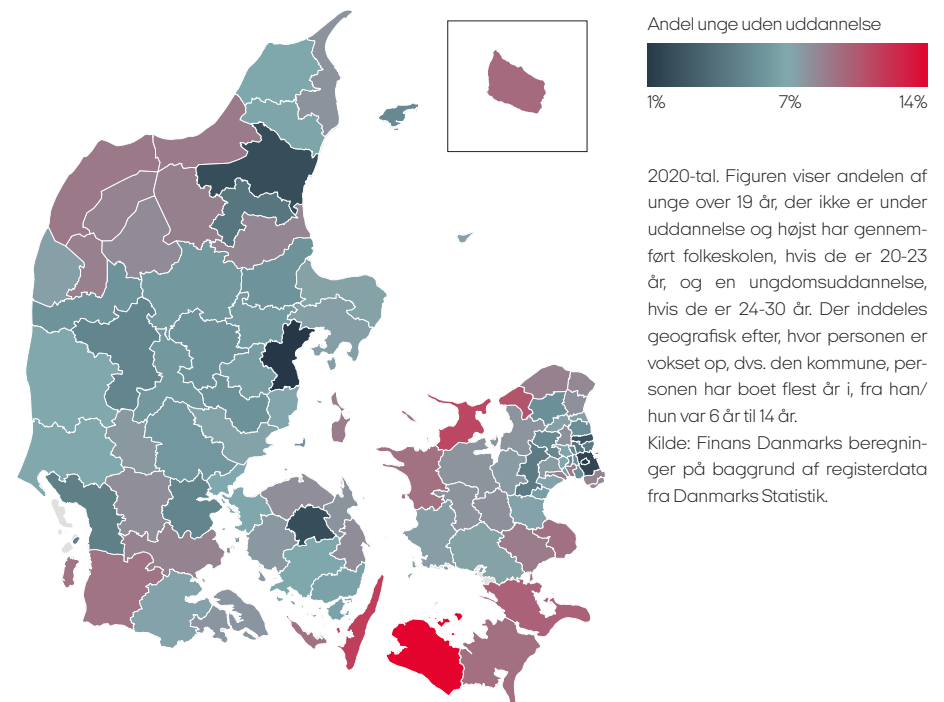 Andel unge uden uddannelse
1% 7% 14%
2020-tal. Figuren viser andelen af
unge over 19 år, der ikke er under
uddannelse og højst har gennem-
ført folkeskolen, hvis de er 20-23
år, og en ungdomsuddannelse,
hvis de er 24-30 år. Der inddeles
geografisk efter, hvor personen er
vokset op, dvs. den kommune, per-
sonen har boet flest år i, fra han/
hun var 6 år til 14 år.
Kilde: Finans Danmarks beregnin-
ger på baggrund af registerdata
fra Danmarks Statistik.